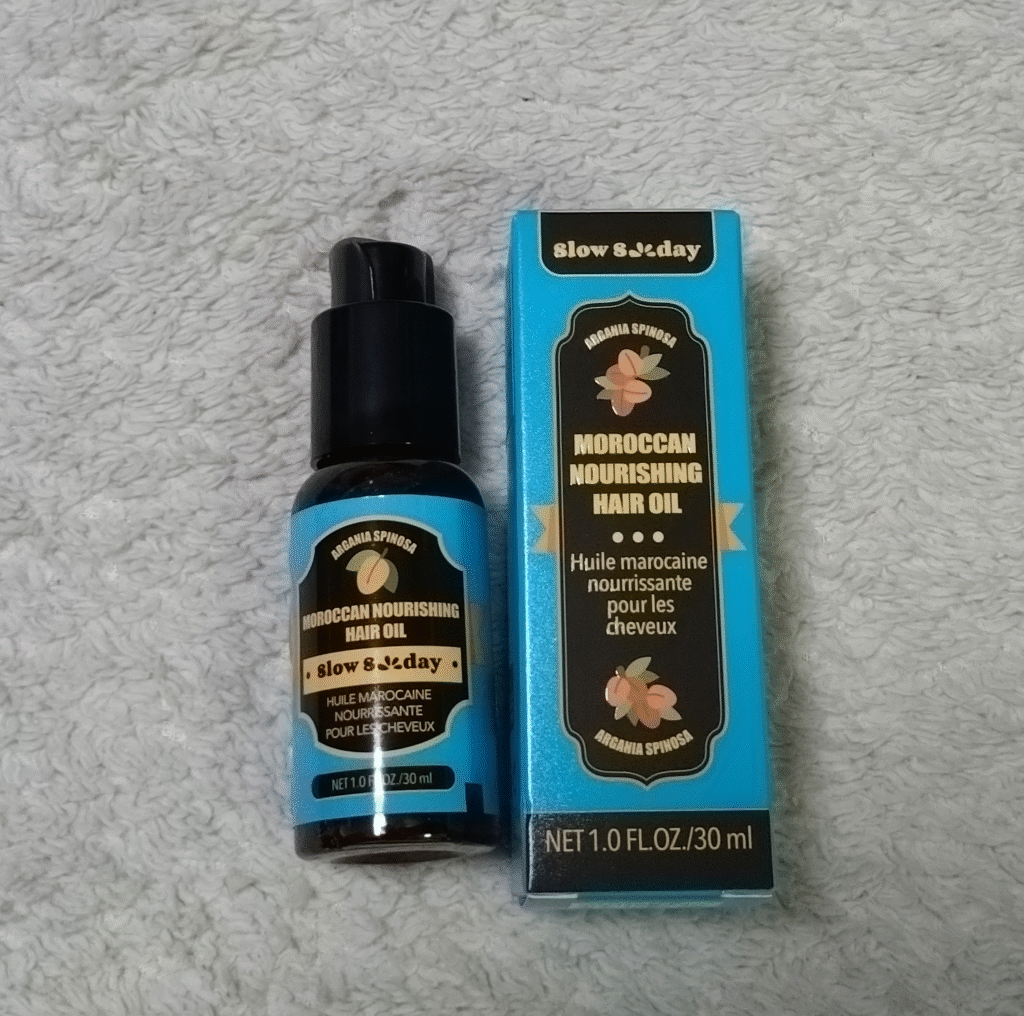 Slow Sunday
ARGANIA SPINOSA
MOROCCAN
NOURISHING
HAIR OIL
Huile marocaine
nourrissante
pour les
cheveux
ARGANIA SPINOSA
NET 1.0 FL.OZ./30 ml
ARGANIA SPINOSA
MOROCCAN NOURISHING
HAIR OIL
Slow Sunday
HUILE MAROCAINE
NOURRISSANTE
POUR LES CHEVEUX
NET 1.0 FL.OZ./30 ml